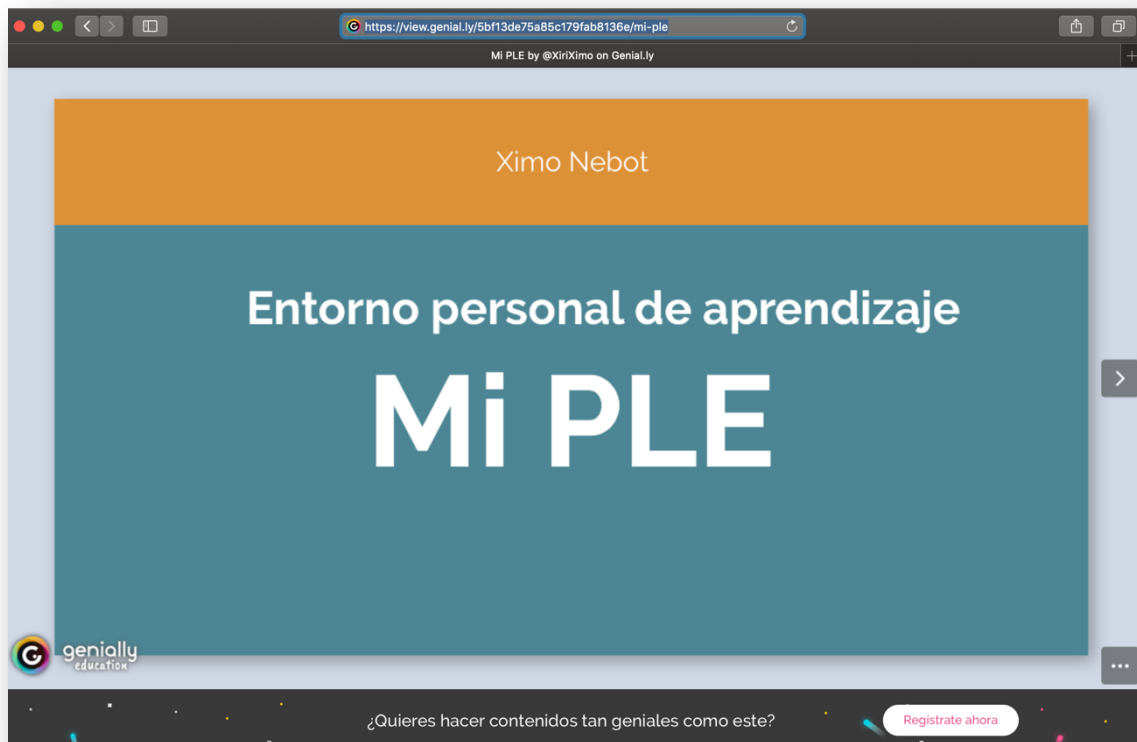 https://view.genial.ly/5bf13de75a85c179fab8136e/mi-ple
Mi PLE by @XiriXimo on Genial.ly
Ximo Nebot
Entorno personal de aprendizaje
Mi PLE
genially
education
¿Quieres hacer contenidos tan geniales como este?
Regístrate ahora